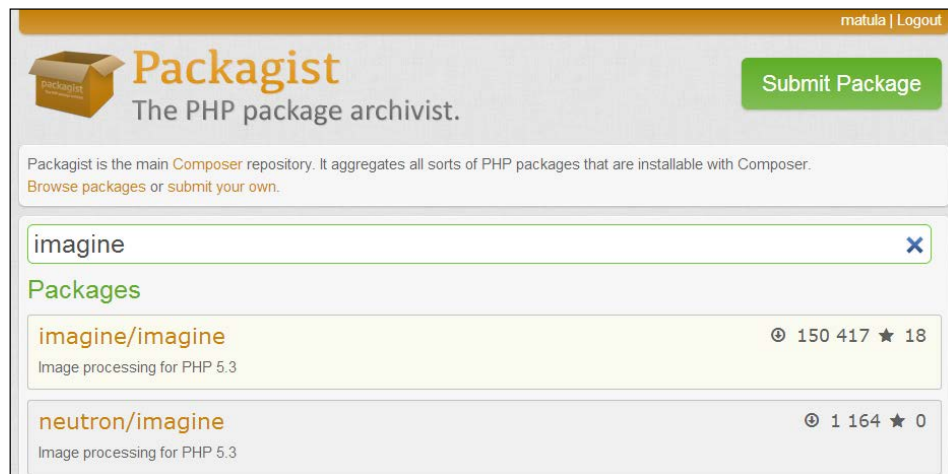 matula | Logout
packagist
Packagist
The PHP package archivist.
Submit Package
Packagist is the main Composer repository. It aggregates all sorts of PHP packages that are installable with Composer.
Browse packages or submit your own.
imagine
Packages
imagine/imagine
150 417 ★ 18
Image processing for PHP 5.3
neutron/imagine
1 164 ★ 0
Image processing for PHP 5.3